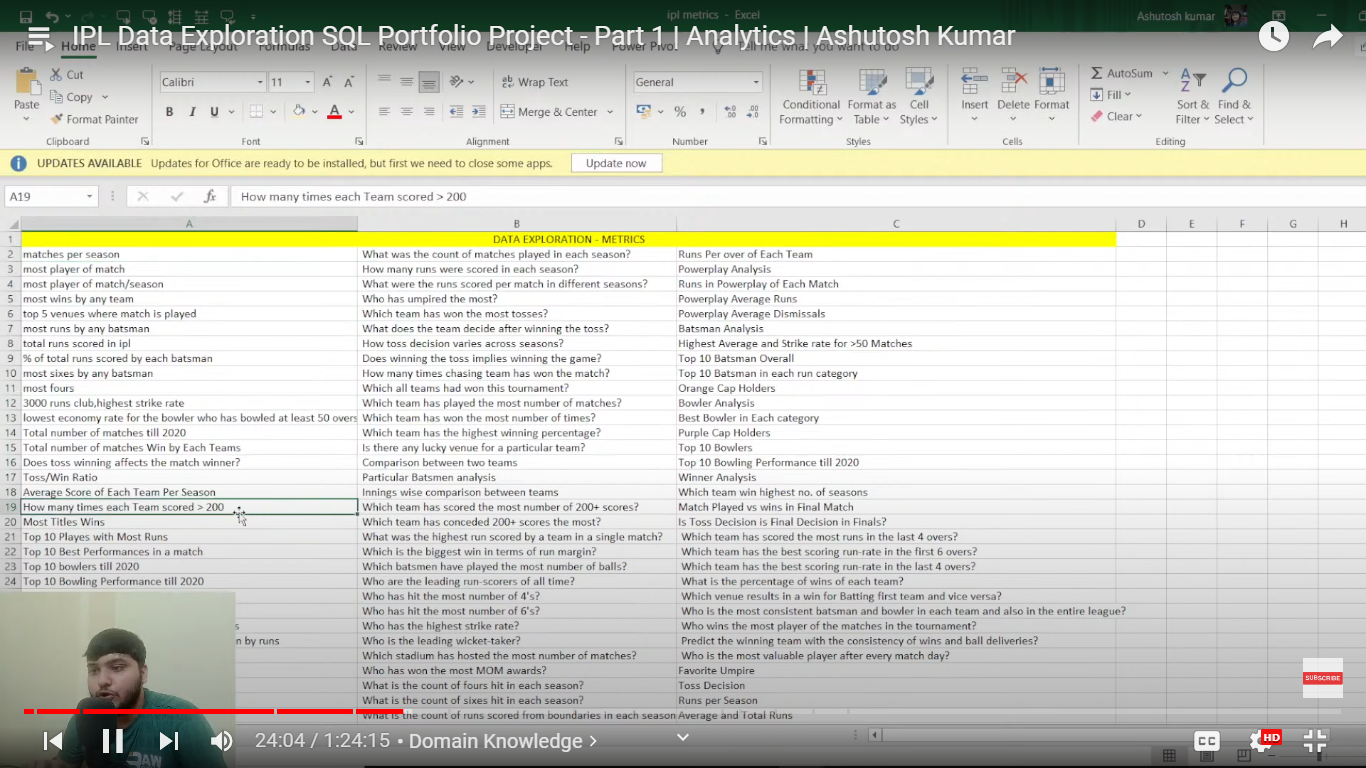 ipl metrics - Excel
Ashutosh kumar
IPL Data Exploration SQL Portfolio Project - Part 1 | Analytics | Ashutosh Kumar
File Home Insert Page Layout Formulas Data Review View Developer Help Power Pivot Tell me what you want to do
Cut
Copy
Format Painter
Paste
Clipboard
Calibri 11
B I U
Font
Wrap Text
Merge & Center
Alignment
General
Number
Conditional Formatting
Format as Table
Cell Styles
Styles
Insert Delete Format
Cells
AutoSum
Fill
Clear
Sort & Filter
Find & Select
Editing
UPDATES AVAILABLE Updates for Office are ready to be installed, but first we need to close some apps. Update now
A19 fx How many times each Team scored > 200
A B C D E F G H
1 DATA EXPLORATION - METRICS
2 matches per season What was the count of matches played in each season? Runs Per over of Each Team
3 most player of match How many runs were scored in each season? Powerplay Analysis
4 most player of match/season What were the runs scored per match in different seasons? Runs in Powerplay of Each Match
5 most wins by any team Who has umpired the most? Powerplay Average Runs
6 top 5 venues where match is played Which team has won the most tosses? Powerplay Average Dismissals
7 most runs by any batsman What does the team decide after winning the toss? Batsman Analysis
8 total runs scored in ipl How toss decision varies across seasons? Highest Average and Strike rate for >50 Matches
9 % of total runs scored by each batsman Does winning the toss implies winning the game? Top 10 Batsman Overall
10 most sixes by any batsman How many times chasing team has won the match? Top 10 Batsman in each run category
11 most fours Which all teams had won this tournament? Orange Cap Holders
12 3000 runs club,highest strike rate Which team has played the most number of matches? Bowler Analysis
13 lowest economy rate for the bowler who has bowled at least 50 overs Which team has won the most number of times? Best Bowler in Each category
14 Total number of matches till 2020 Which team has the highest winning percentage? Purple Cap Holders
15 Total number of matches Win by Each Teams Is there any lucky venue for a particular team? Top 10 Bowlers
16 Does toss winning affects the match winner? Comparison between two teams Top 10 Bowling Performance till 2020
17 Toss/Win Ratio Particular Batsmen analysis Winner Analysis
18 Average Score of Each Team Per Season Innings wise comparison between teams Which team win highest no. of seasons
19 How many times each Team scored > 200 Which team has scored the most number of 200+ scores? Match Played vs wins in Final Match
20 Most Titles Wins Which team has conceded 200+ scores the most? Is Toss Decision is Final Decision in Finals?
21 Top 10 Playes with Most Runs What was the highest run scored by a team in a single match? Which team has scored the most runs in the last 4 overs?
22 Top 10 Best Performances in a match Which is the biggest win in terms of run margin? Which team has the best scoring run-rate in the first 6 overs?
23 Top 10 bowlers till 2020 Which batsmen have played the most number of balls? Which team has the best scoring run-rate in the last 4 overs?
24 Top 10 Bowling Performance till 2020 Who are the leading run-scorers of all time? What is the percentage of wins of each team?
Who has hit the most number of 4's? Which venue results in a win for Batting first team and vice versa?
Who has hit the most number of 6's? Who is the most consistent batsman and bowler in each team and also in the entire league?
s Who has the highest strike rate? Who wins the most player of the matches in the tournament?
n by runs Who is the leading wicket-taker? Predict the winning team with the consistency of wins and ball deliveries?
Which stadium has hosted the most number of matches? Who is the most valuable player after every match day?
Who has won the most MOM awards? Favorite Umpire
What is the count of fours hit in each season? Toss Decision
What is the count of sixes hit in each season? Runs per Season
What is the count of runs scored from boundaries in each season Average and Total Runs
SUBSCRIBE
24:04 / 1:24:15 • Domain Knowledge
CC HD